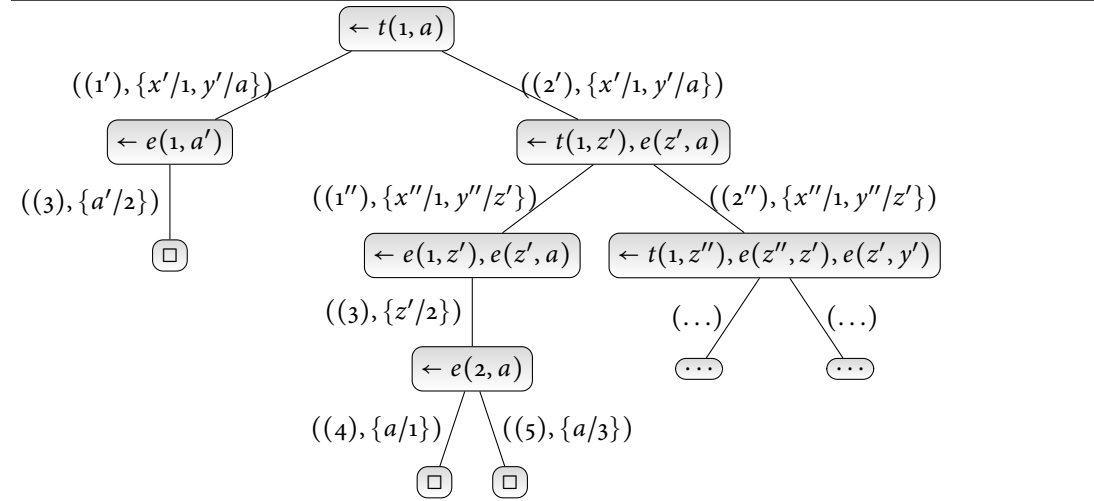 ← t(1, a)
((1′), {x′/1, y′/a}) ((2′), {x′/1, y′/a})
← e(1, a′) ← t(1, z′), e(z′, a)
((3), {a′/2}) ((1″), {x″/1, y″/z′}) ((2″), {x″/1, y″/z′})
□ ← e(1, z′), e(z′, a) ← t(1, z″), e(z″, z′), e(z′, y′)
((3), {z′/2}) (...) (...)
← e(2, a) ··· ···
((4), {a/1}) ((5), {a/3})
□ □